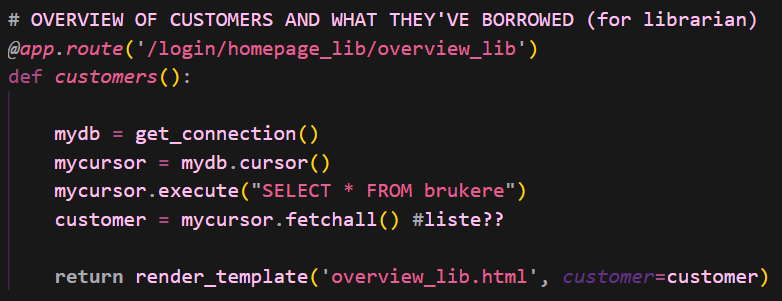 # OVERVIEW OF CUSTOMERS AND WHAT THEY'VE BORROWED (for librarian)
@app.route('/login/homepage_lib/overview_lib')
def customers():
mydb = get_connection()
mycursor = mydb.cursor()
mycursor.execute("SELECT * FROM brukere")
customer = mycursor.fetchall() #liste??
return render_template('overview_lib.html', customer=customer)